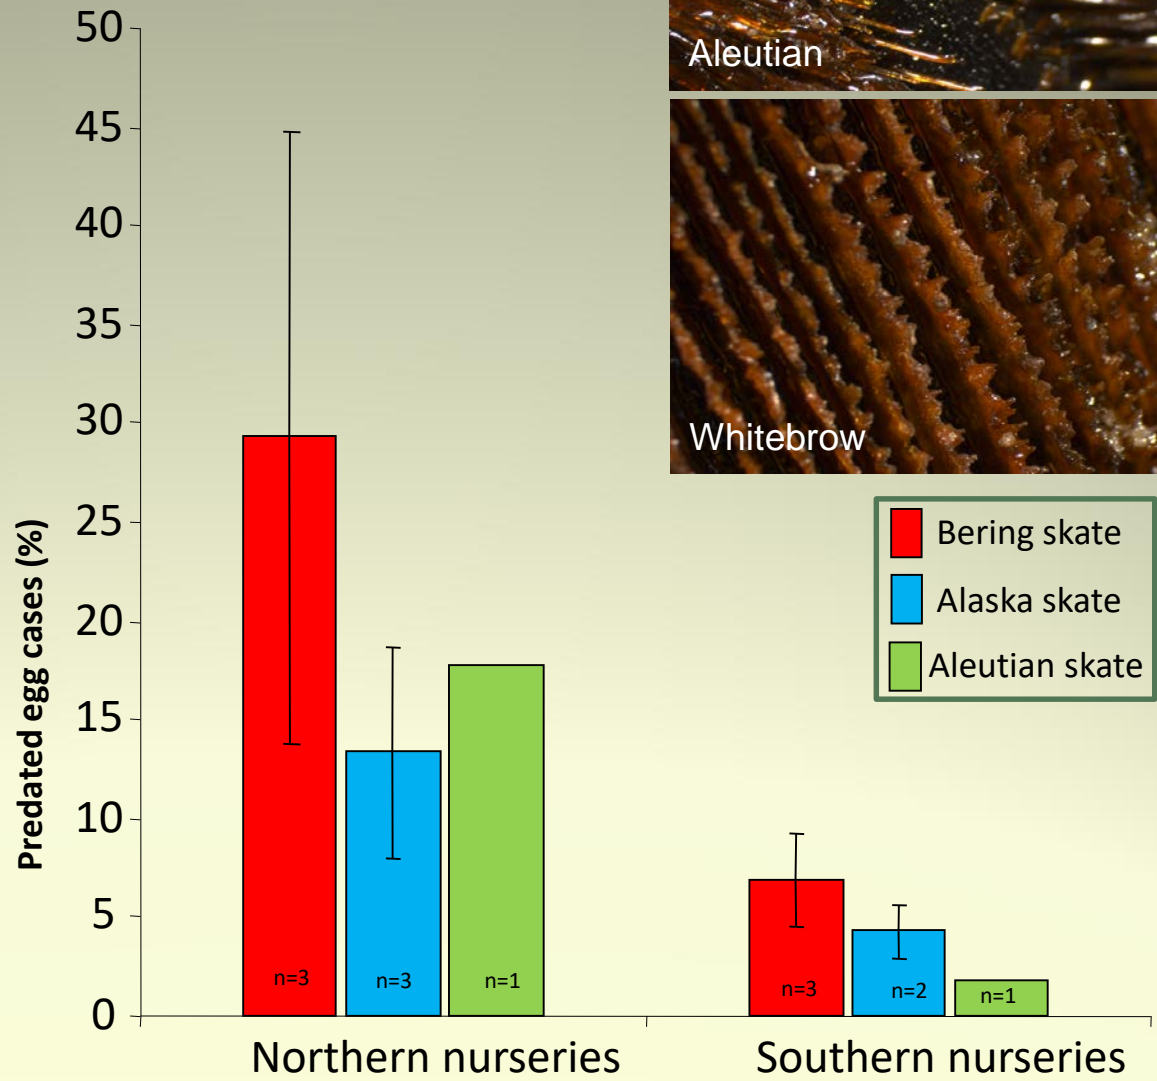 Aleutian
Whitebrow
Predated egg cases (%)
50
45
40
35
30
25
20
15
10
5
0
Bering skate
Alaska skate
Aleutian skate
n=3
n=3
n=1
n=3
n=2
n=1
Northern nurseries
Southern nurseries